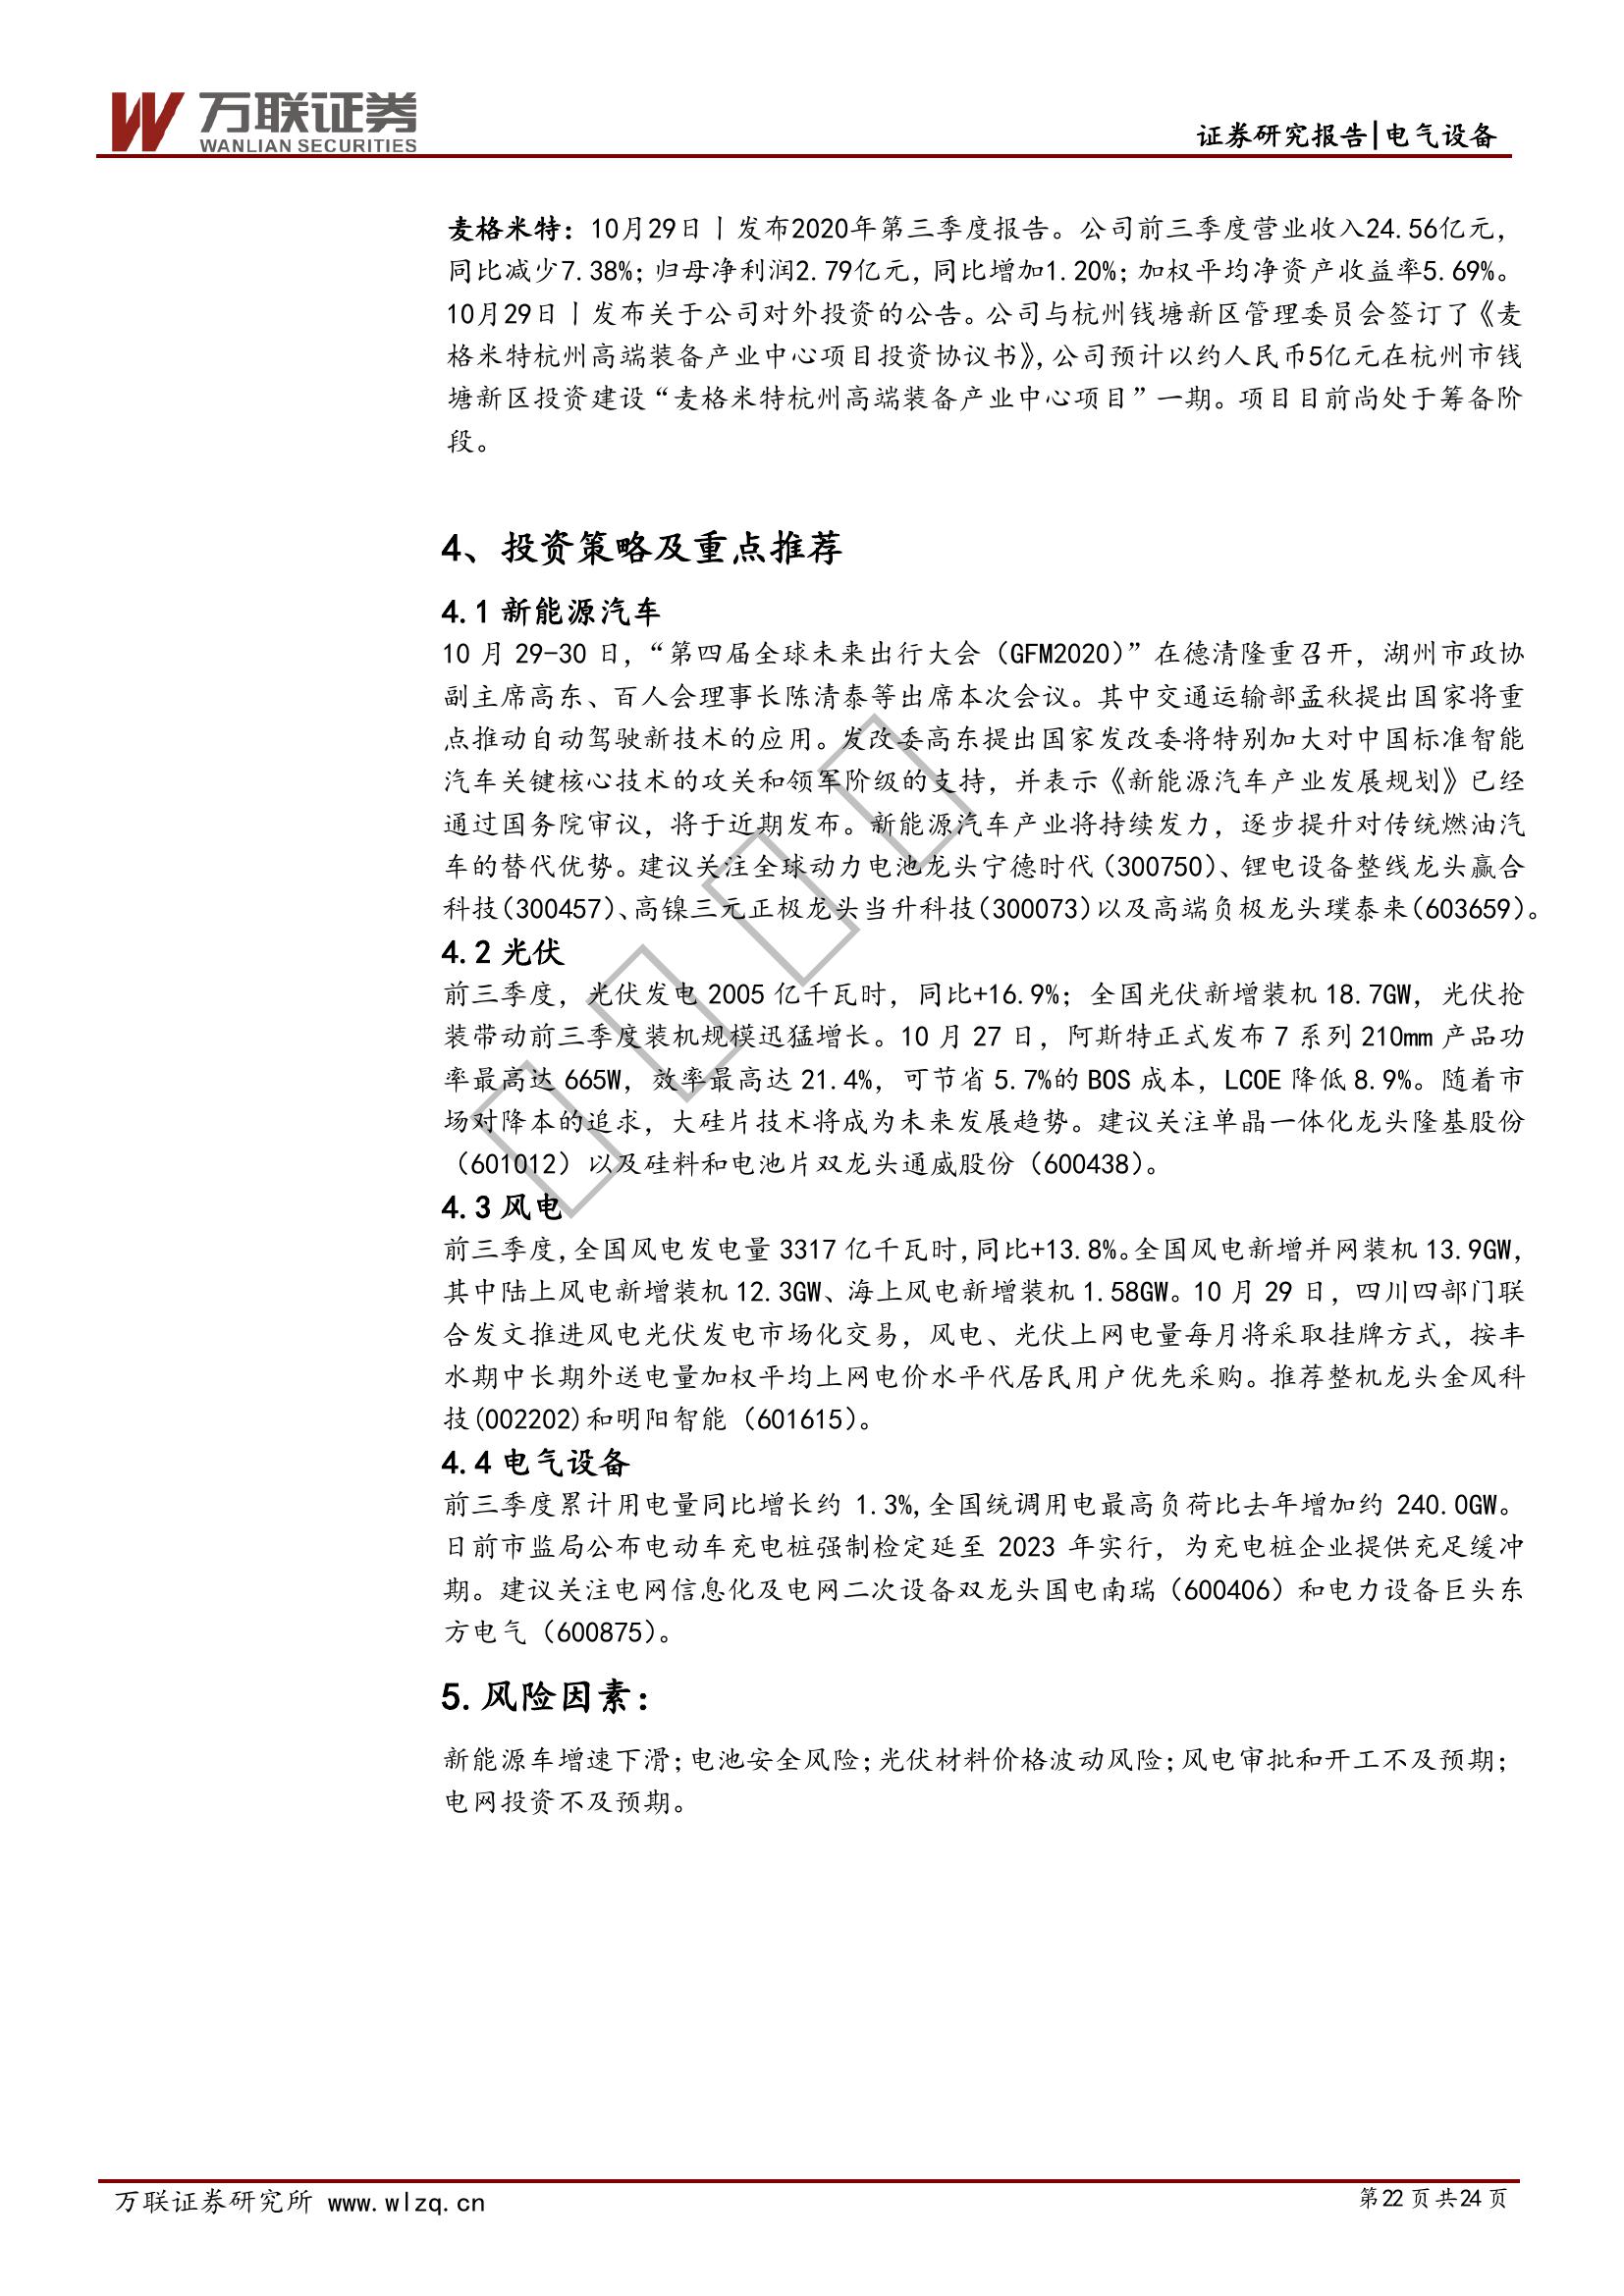 万联证券
WANLIAN SECURITIES
证券研究报告|电气设备
麦格米特：10月29日丨发布2020年第三季度报告。公司前三季度营业收入24.56亿元，
同比减少7.38%；归母净利润2.79亿元，同比增加1.20%；加权平均净资产收益率5.69%。
10月29日丨发布关于公司对外投资的公告。公司与杭州钱塘新区管理委员会签订了《麦
格米特杭州高端装备产业中心项目投资协议书》，公司预计以约人民币5亿元在杭州市钱
塘新区投资建设“麦格米特杭州高端装备产业中心项目”一期。项目目前尚处于筹备阶
段。
4、投资策略及重点推荐
4.1 新能源汽车
10 月 29-30 日，“第四届全球未来出行大会（GFM2020）”在德清隆重召开，湖州市政协
副主席高东、百人会理事长陈清泰等出席本次会议。其中交通运输部孟秋提出国家将重
点推动自动驾驶新技术的应用。发改委高东提出国家发改委将特别加大对中国标准智能
汽车关键核心技术的攻关和领军阶级的支持，并表示《新能源汽车产业发展规划》已经
通过国务院审议，将于近期发布。新能源汽车产业将持续发力，逐步提升对传统燃油汽
车的替代优势。建议关注全球动力电池龙头宁德时代（300750）、锂电设备整线龙头赢合
科技（300457）、高镍三元正极龙头当升科技（300073）以及高端负极龙头璞泰来（603659）。
4.2 光伏
前三季度，光伏发电 2005 亿千瓦时，同比+16.9%；全国光伏新增装机 18.7GW，光伏抢
装带动前三季度装机规模迅猛增长。10 月 27 日，阿斯特正式发布 7 系列 210mm 产品功
率最高达 665W，效率最高达 21.4%，可节省 5.7%的 BOS 成本，LCOE 降低 8.9%。随着市
场对降本的追求，大硅片技术将成为未来发展趋势。建议关注单晶一体化龙头隆基股份
（601012）以及硅料和电池片双龙头通威股份（600438）。
4.3 风电
前三季度,全国风电发电量 3317 亿千瓦时,同比+13.8%。全国风电新增并网装机 13.9GW，
其中陆上风电新增装机 12.3GW、海上风电新增装机 1.58GW。10 月 29 日，四川四部门联
合发文推进风电光伏发电市场化交易，风电、光伏上网电量每月将采取挂牌方式，按丰
水期中长期外送电量加权平均上网电价水平代居民用户优先采购。推荐整机龙头金风科
技(002202)和明阳智能（601615）。
4.4 电气设备
前三季度累计用电量同比增长约 1.3%,全国统调用电最高负荷比去年增加约 240.0GW。
日前市监局公布电动车充电桩强制检定延至 2023 年实行，为充电桩企业提供充足缓冲
期。建议关注电网信息化及电网二次设备双龙头国电南瑞（600406）和电力设备巨头东
方电气（600875）。
5.风险因素：
新能源车增速下滑；电池安全风险；光伏材料价格波动风险；风电审批和开工不及预期；
电网投资不及预期。
万联证券研究所 www.wlzq.cn
第22 页 共24 页